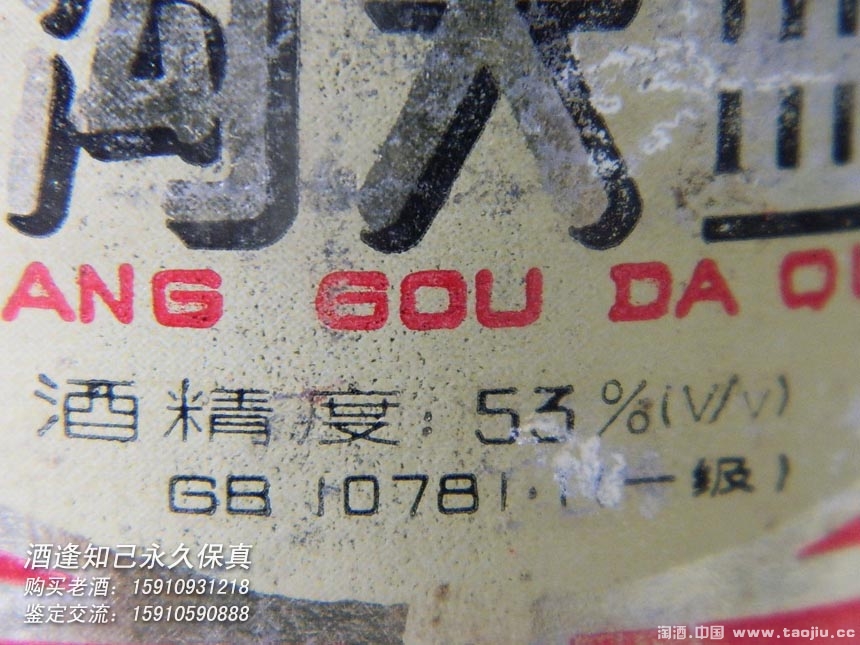 沟大
ANG GOU DA
酒精度:53%(V/V)
GB 10781.1(一级)
酒逢知己永久保真
购买老酒:15910931218
鉴定交流:15910590888
淘酒.中国 www.taojiu.cc